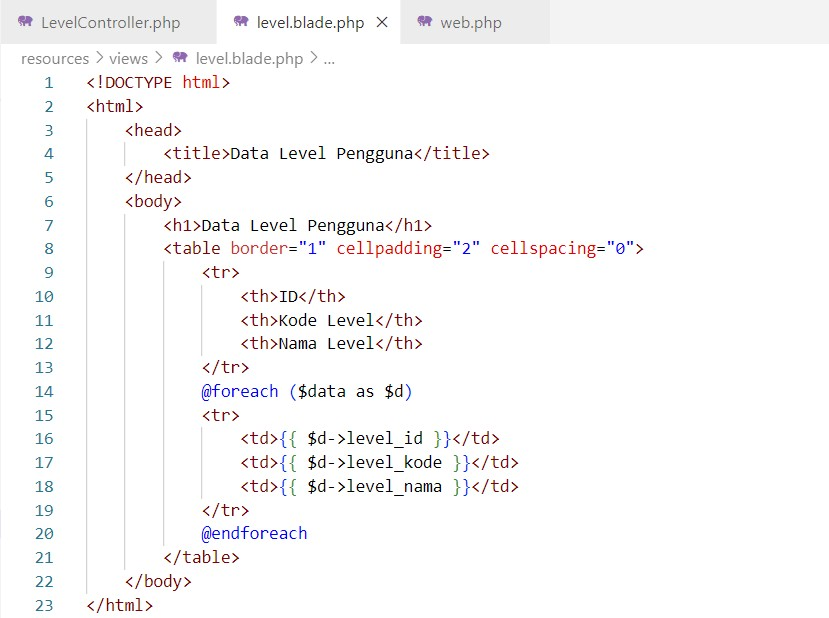 LevelController.php level.blade.php × web.php
resources > views > level.blade.php > ...
1 <!DOCTYPE html>
2 <html>
3 <head>
4 <title>Data Level Pengguna</title>
5 </head>
6 <body>
7 <h1>Data Level Pengguna</h1>
8 <table border="1" cellpadding="2" cellspacing="0">
9 <tr>
10 <th>ID</th>
11 <th>Kode Level</th>
12 <th>Nama Level</th>
13 </tr>
14 @foreach ($data as $d)
15 <tr>
16 <td>{{ $d->level_id }}</td>
17 <td>{{ $d->level_kode }}</td>
18 <td>{{ $d->level_nama }}</td>
19 </tr>
20 @endforeach
21 </table>
22 </body>
23 </html>